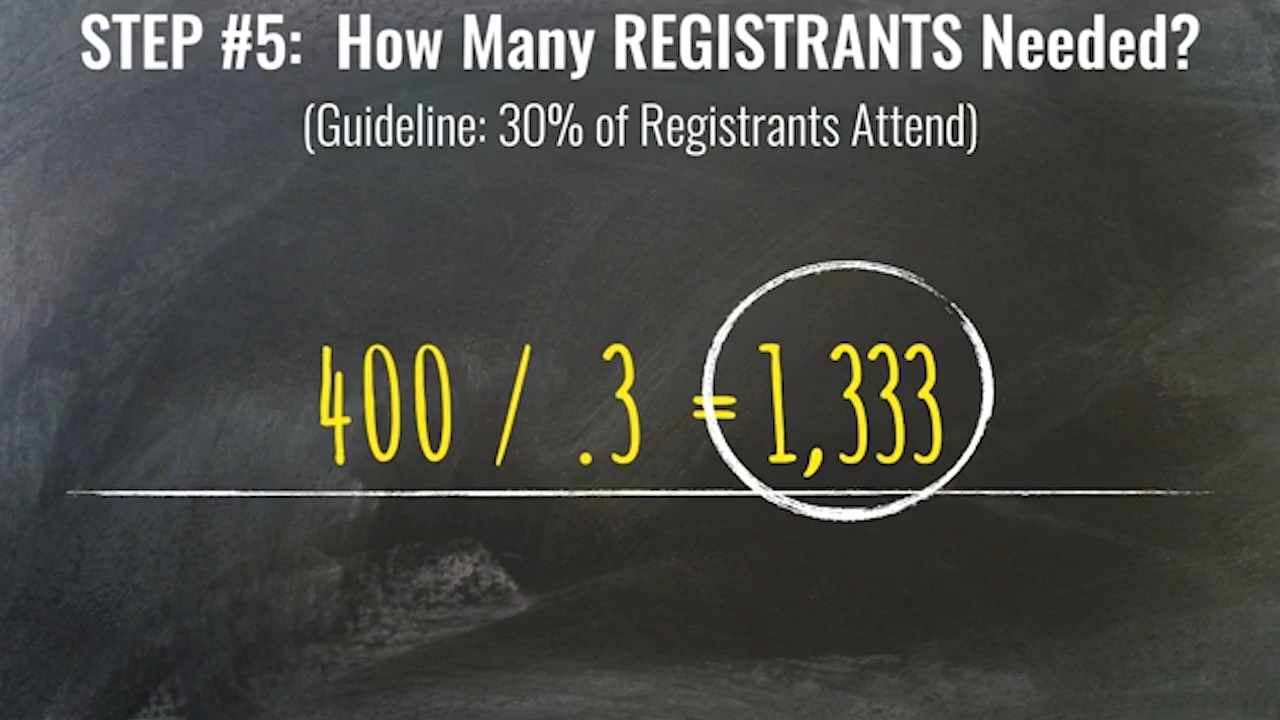 STEP #5: How Many REGISTRANTS Needed?
(Guideline: 30% of Registrants Attend)
400 / .3 = 1,333